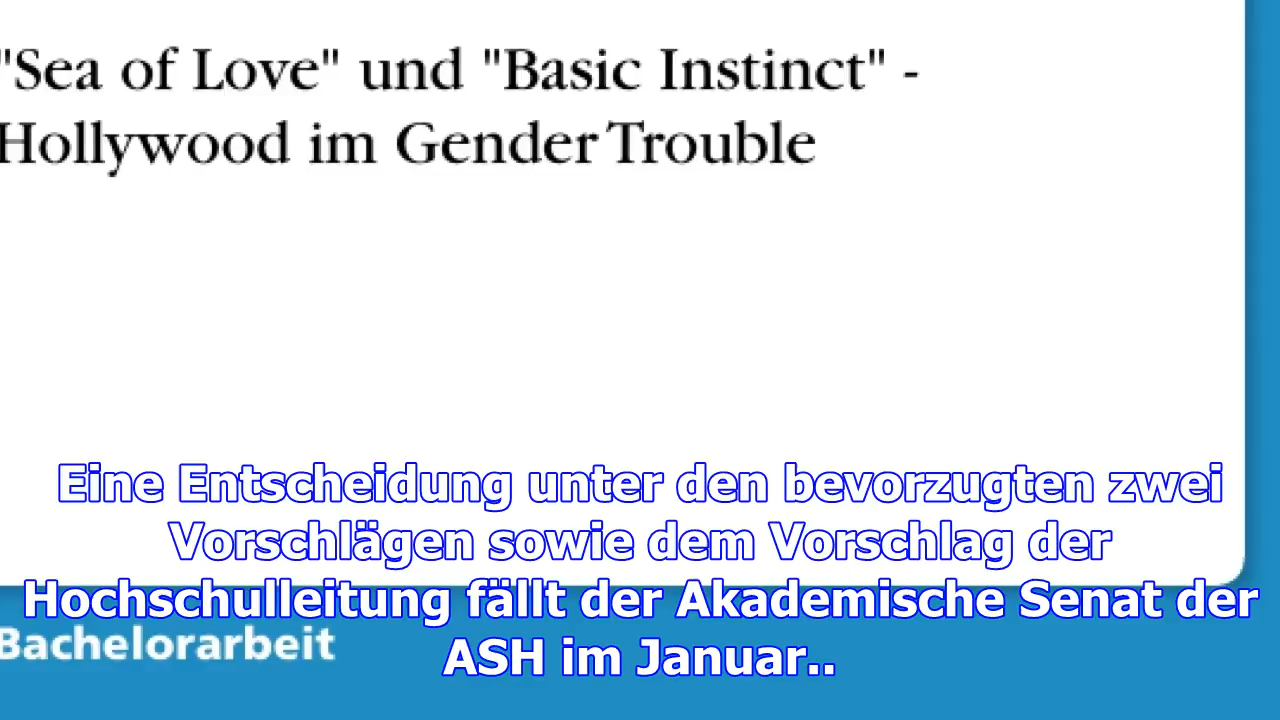 "Sea of Love" und "Basic Instinct" -
Hollywood im Gender Trouble
Eine Entscheidung unter den bevorzugten zwei
Vorschlägen sowie dem Vorschlag der
Hochschulleitung fällt der Akademische Senat der
Bachelorarbeit
ASH im Januar..